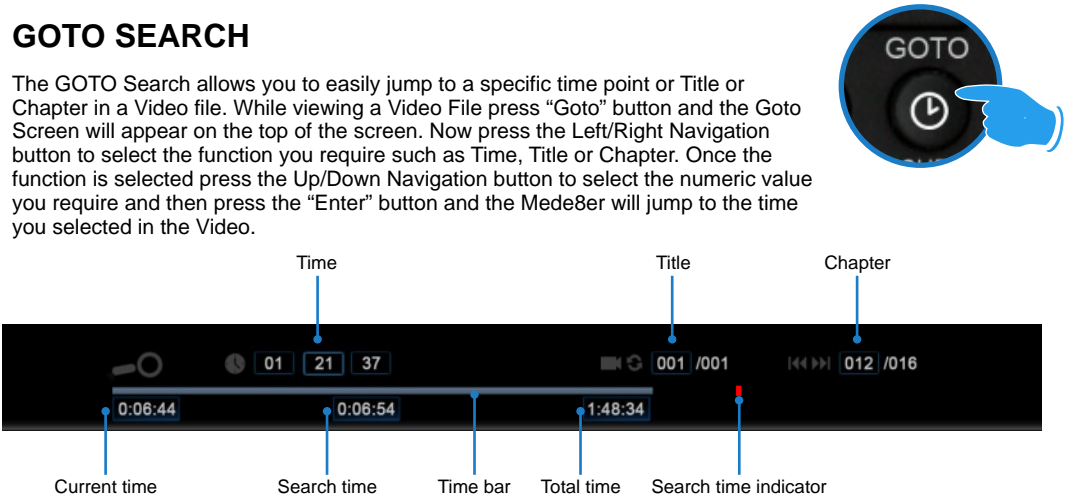 GOTO SEARCH
GOTO
The GOTO Search allows you to easily jump to a specific time point or Title or
Chapter in a Video file. While viewing a Video File press “Goto” button and the Goto
Screen will appear on the top of the screen. Now press the Left/Right Navigation
button to select the function you require such as Time, Title or Chapter. Once the
function is selected press the Up/Down Navigation button to select the numeric value
you require and then press the “Enter” button and the Mede8er will jump to the time
you selected in the Video.
Time Title Chapter
01 21 37 001 /001 012 /016
0:06:44 0:06:54 1:48:34
Current time Search time Time bar Total time Search time indicator